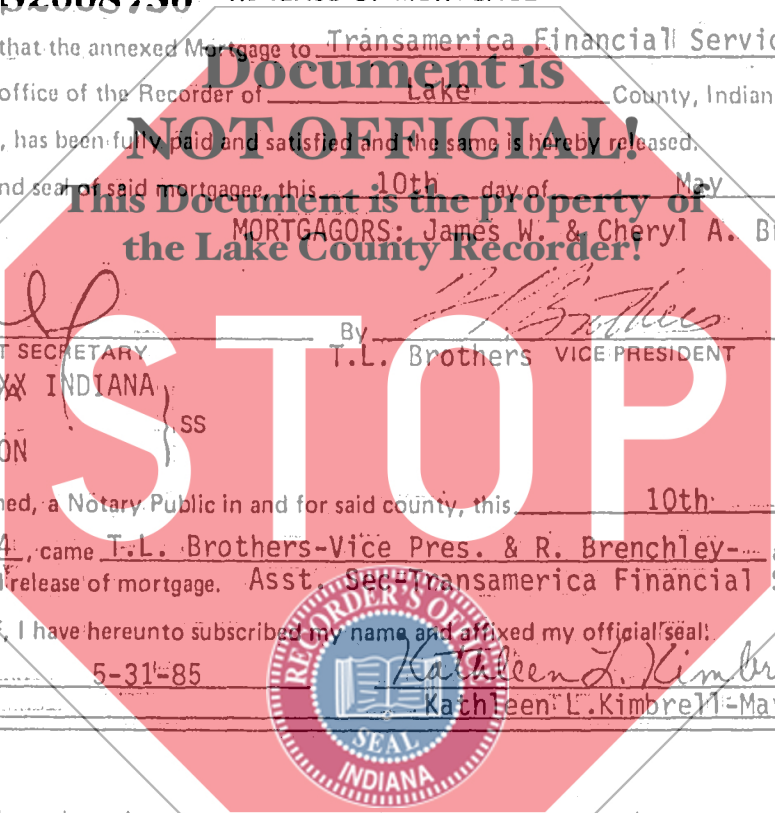 that the annexed Mortgage to Transamerica Financial Servic
Document is
office of the Recorder of Lake County, Indian
NOT OFFICIAL!
, has been fully paid and satisfied and the same is hereby released.
nd seal of said mortgagee, this 10th day of May
This Document is the property of
MORTGAGORS: James W. & Cheryl A. B
the Lake County Recorder!
By T.L. Brothers
T SECRETARY T.L. Brothers VICE PRESIDENT
XX INDIANA
SS
ON
STOP
ned, a Notary Public in and for said county, this 10th
4, came T.L. Brothers-Vice Pres. & R. Brenchley-
release of mortgage. Asst. Sec-Transamerica Financial
RECORDER'S OFFICE
, I have hereunto subscribed my name and affixed my official seal.
5-31-85 Kathleen L. Kimbr
Kathleen L.Kimbrell-Ma
SEAL
INDIANA